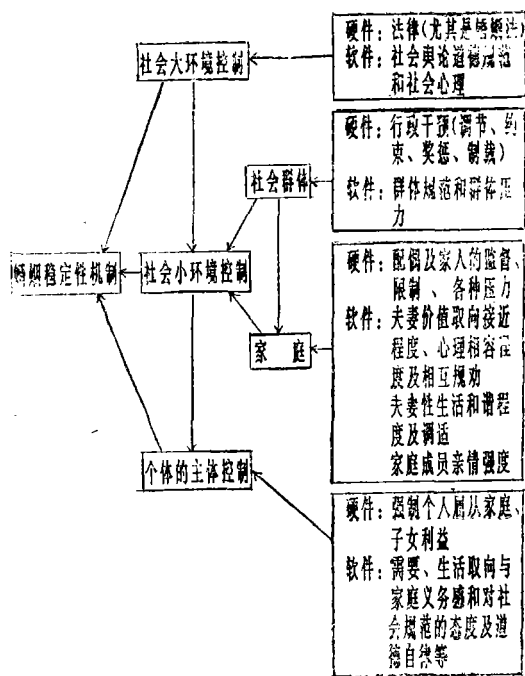 硬件：法律(尤其是婚姻法)
软件：社会舆论道德规范
和社会心理
社会大环境控制
硬件：行政干预(调节、约
束、奖惩、制裁)
软件：群体规范和群体压
力
社会群体
婚姻稳定性机制
社会小环境控制
硬件：配偶及家人的监督、
限制、各种压力
软件：夫妻价值取向接近
程度、心理相容程
度及相互规劝
夫妻性生活和谐程
度及调适
家庭成员亲情强度
家庭
个体的主体控制
硬件：强制个人属从家庭、
子女利益
软件：需要、生活取向与
家庭义务感和对社
会规范的态度及道
德自律等